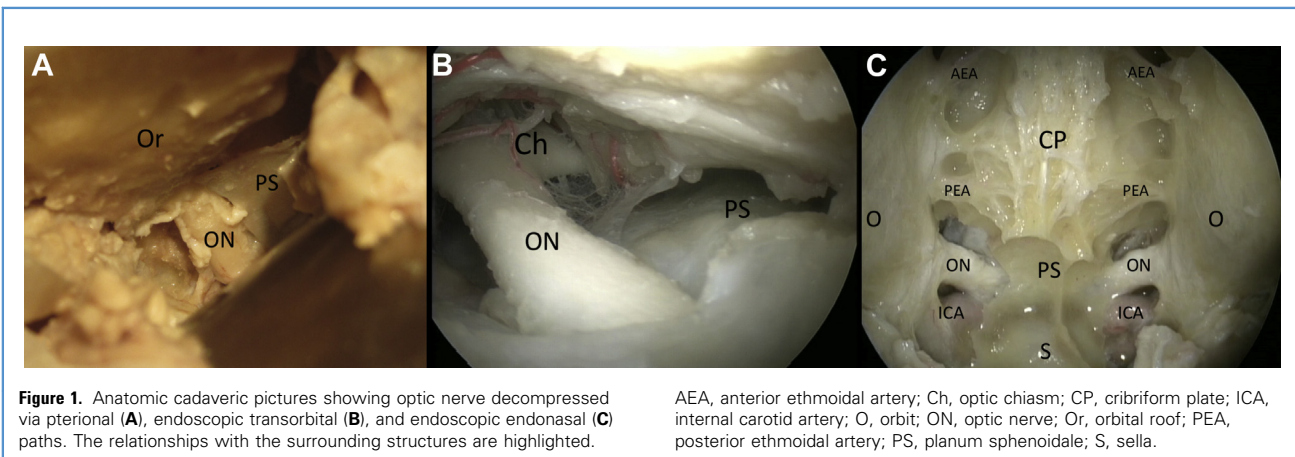 A
Or
PS
ON
B
Ch
PS
ON
C
AEA
AEA
CP
PEA
PEA
O
O
ON
PS
ON
ICA
ICA
S
Figure 1. Anatomic cadaveric pictures showing optic nerve decompressed
via pterional (A), endoscopic transorbital (B), and endoscopic endonasal (C)
paths. The relationships with the surrounding structures are highlighted.
AEA, anterior ethmoidal artery; Ch, optic chiasm; CP, cribriform plate; ICA,
internal carotid artery; O, orbit; ON, optic nerve; Or, orbital roof; PEA,
posterior ethmoidal artery; PS, planum sphenoidale; S, sella.